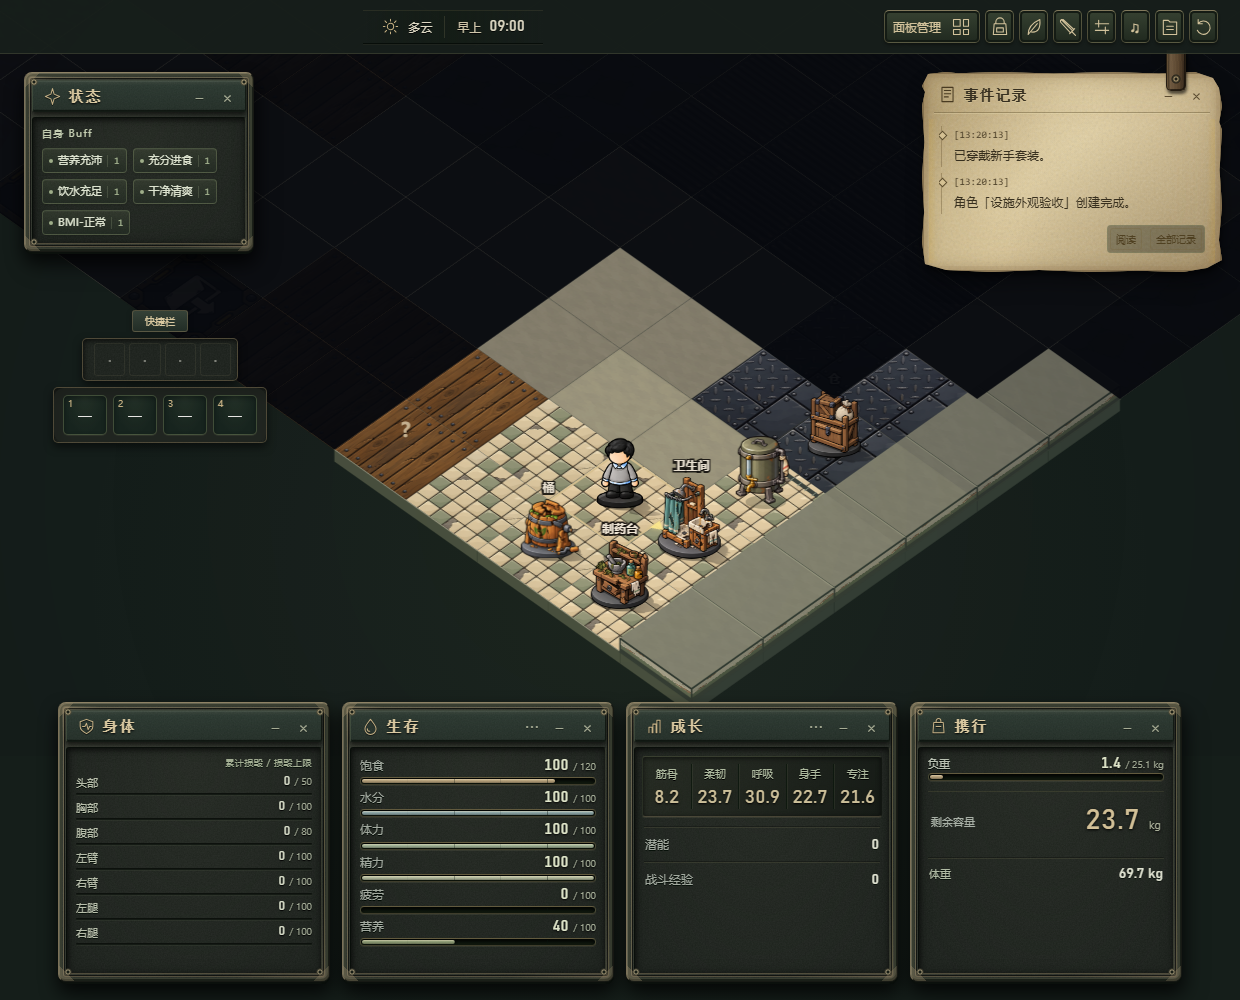 多云 早上 09:00
面板管理
状态
自身 Buff
营养充沛 1 充分进食 1
饮水充足 1 干净清爽 1
BMI-正常 1
事件记录
[13:20:13]
已穿戴新手套装。
[13:20:13]
角色「设施外观验收」创建完成。
阅读 全部记录
快捷栏
1 2 3 4
?
卫生间
桶
制药台
身体
累计损毁 / 损毁上限
头部 0 / 50
胸部 0 / 100
腹部 0 / 80
左臂 0 / 100
右臂 0 / 100
左腿 0 / 100
右腿 0 / 100
生存
饱食 100 / 120
水分 100 / 100
体力 100 / 100
精力 100 / 100
疲劳 0 / 100
营养 40 / 100
成长
筋骨 柔韧 呼吸 身手 专注
8.2 23.7 30.9 22.7 21.6
潜能 0
战斗经验 0
携行
负重 1.4 / 25.1 kg
剩余容量 23.7 kg
体重 69.7 kg